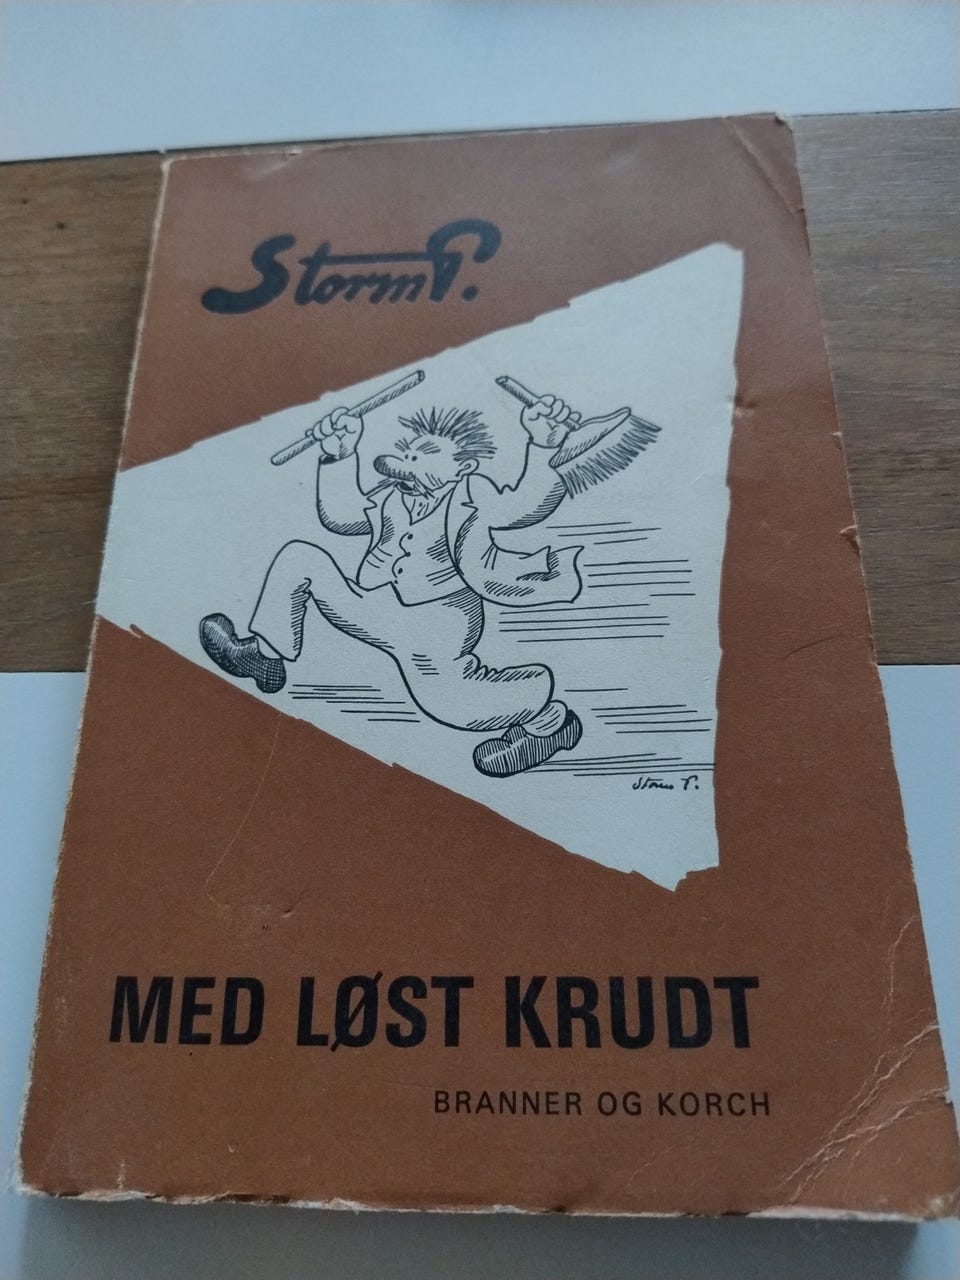 Storm P.
Storm P.
MED LØST KRUDT
BRANNER OG KORCH